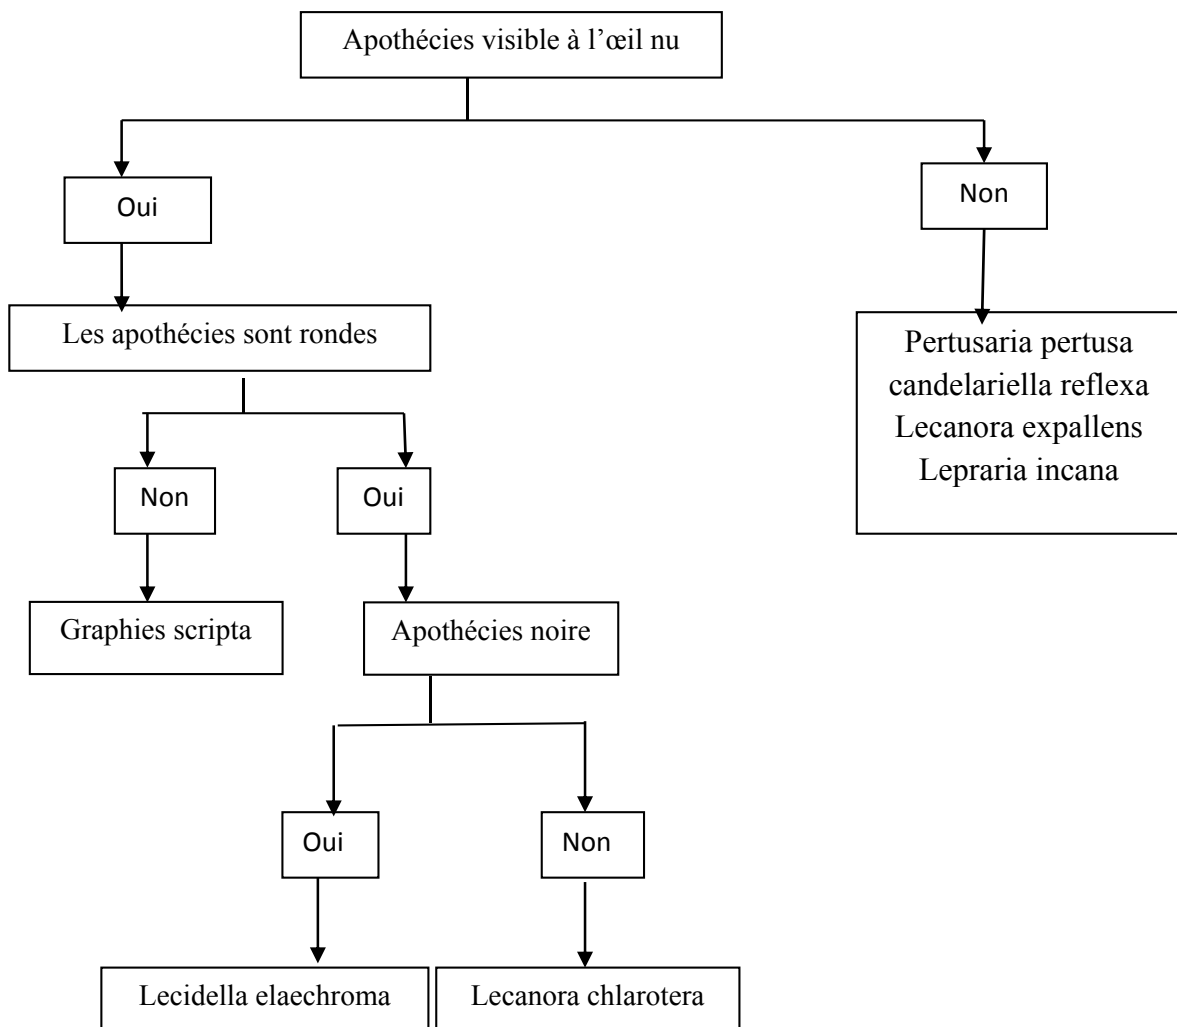 Apothécies visible à l’œil nu
Oui
Non
Les apothécies sont rondes
Pertusaria pertusa
candelariella reflexa
Lecanora expallens
Lepraria incana
Non
Oui
Graphies scripta
Apothécies noire
Oui
Non
Lecidella elaechroma
Lecanora chlarotera